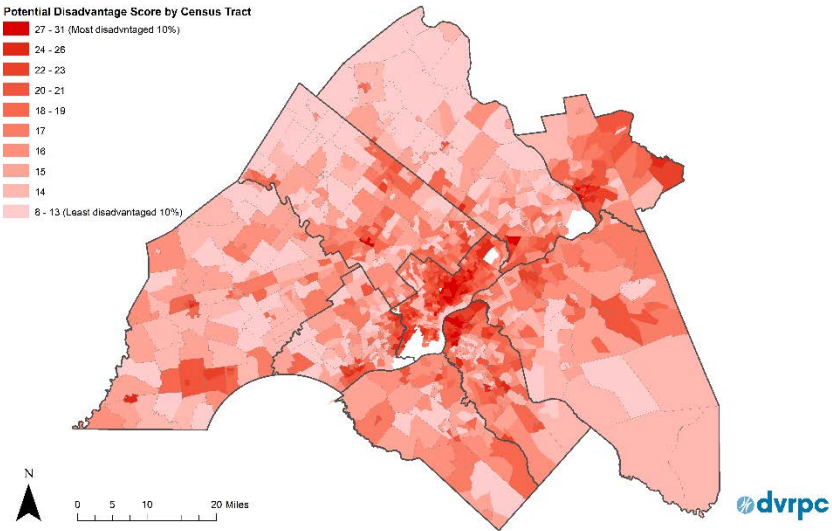 Potential Disadvantage Score by Census Tract
27 - 31 (Most disadvntaged 10%)
24 - 26
22 - 23
20 - 21
18 - 19
17
16
15
14
8 - 13 (Least disadvantaged 10%)
N
0 5 10 20 Miles
dvrpc